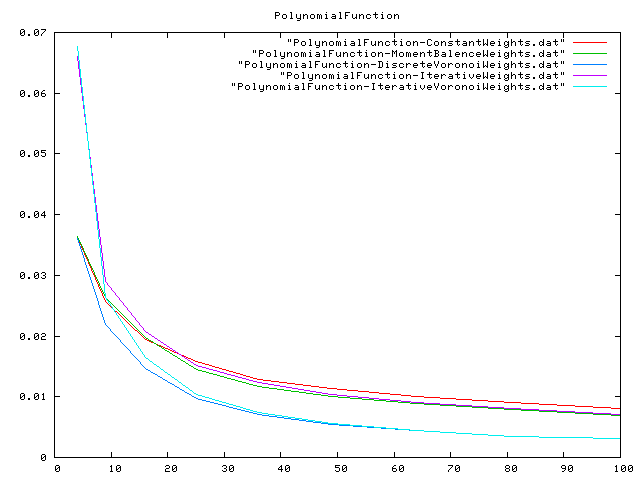 PolynomialFunction
"PolynomialFunction-ConstantWeights.dat"
"PolynomialFunction-MomentBalenceWeights.dat"
"PolynomialFunction-DiscreteVoronoiWeights.dat"
"PolynomialFunction-IterativeWeights.dat"
"PolynomialFunction-IterativeVoronoiWeights.dat"
0.07
0.06
0.05
0.04
0.03
0.02
0.01
0
0 10 20 30 40 50 60 70 80 90 100